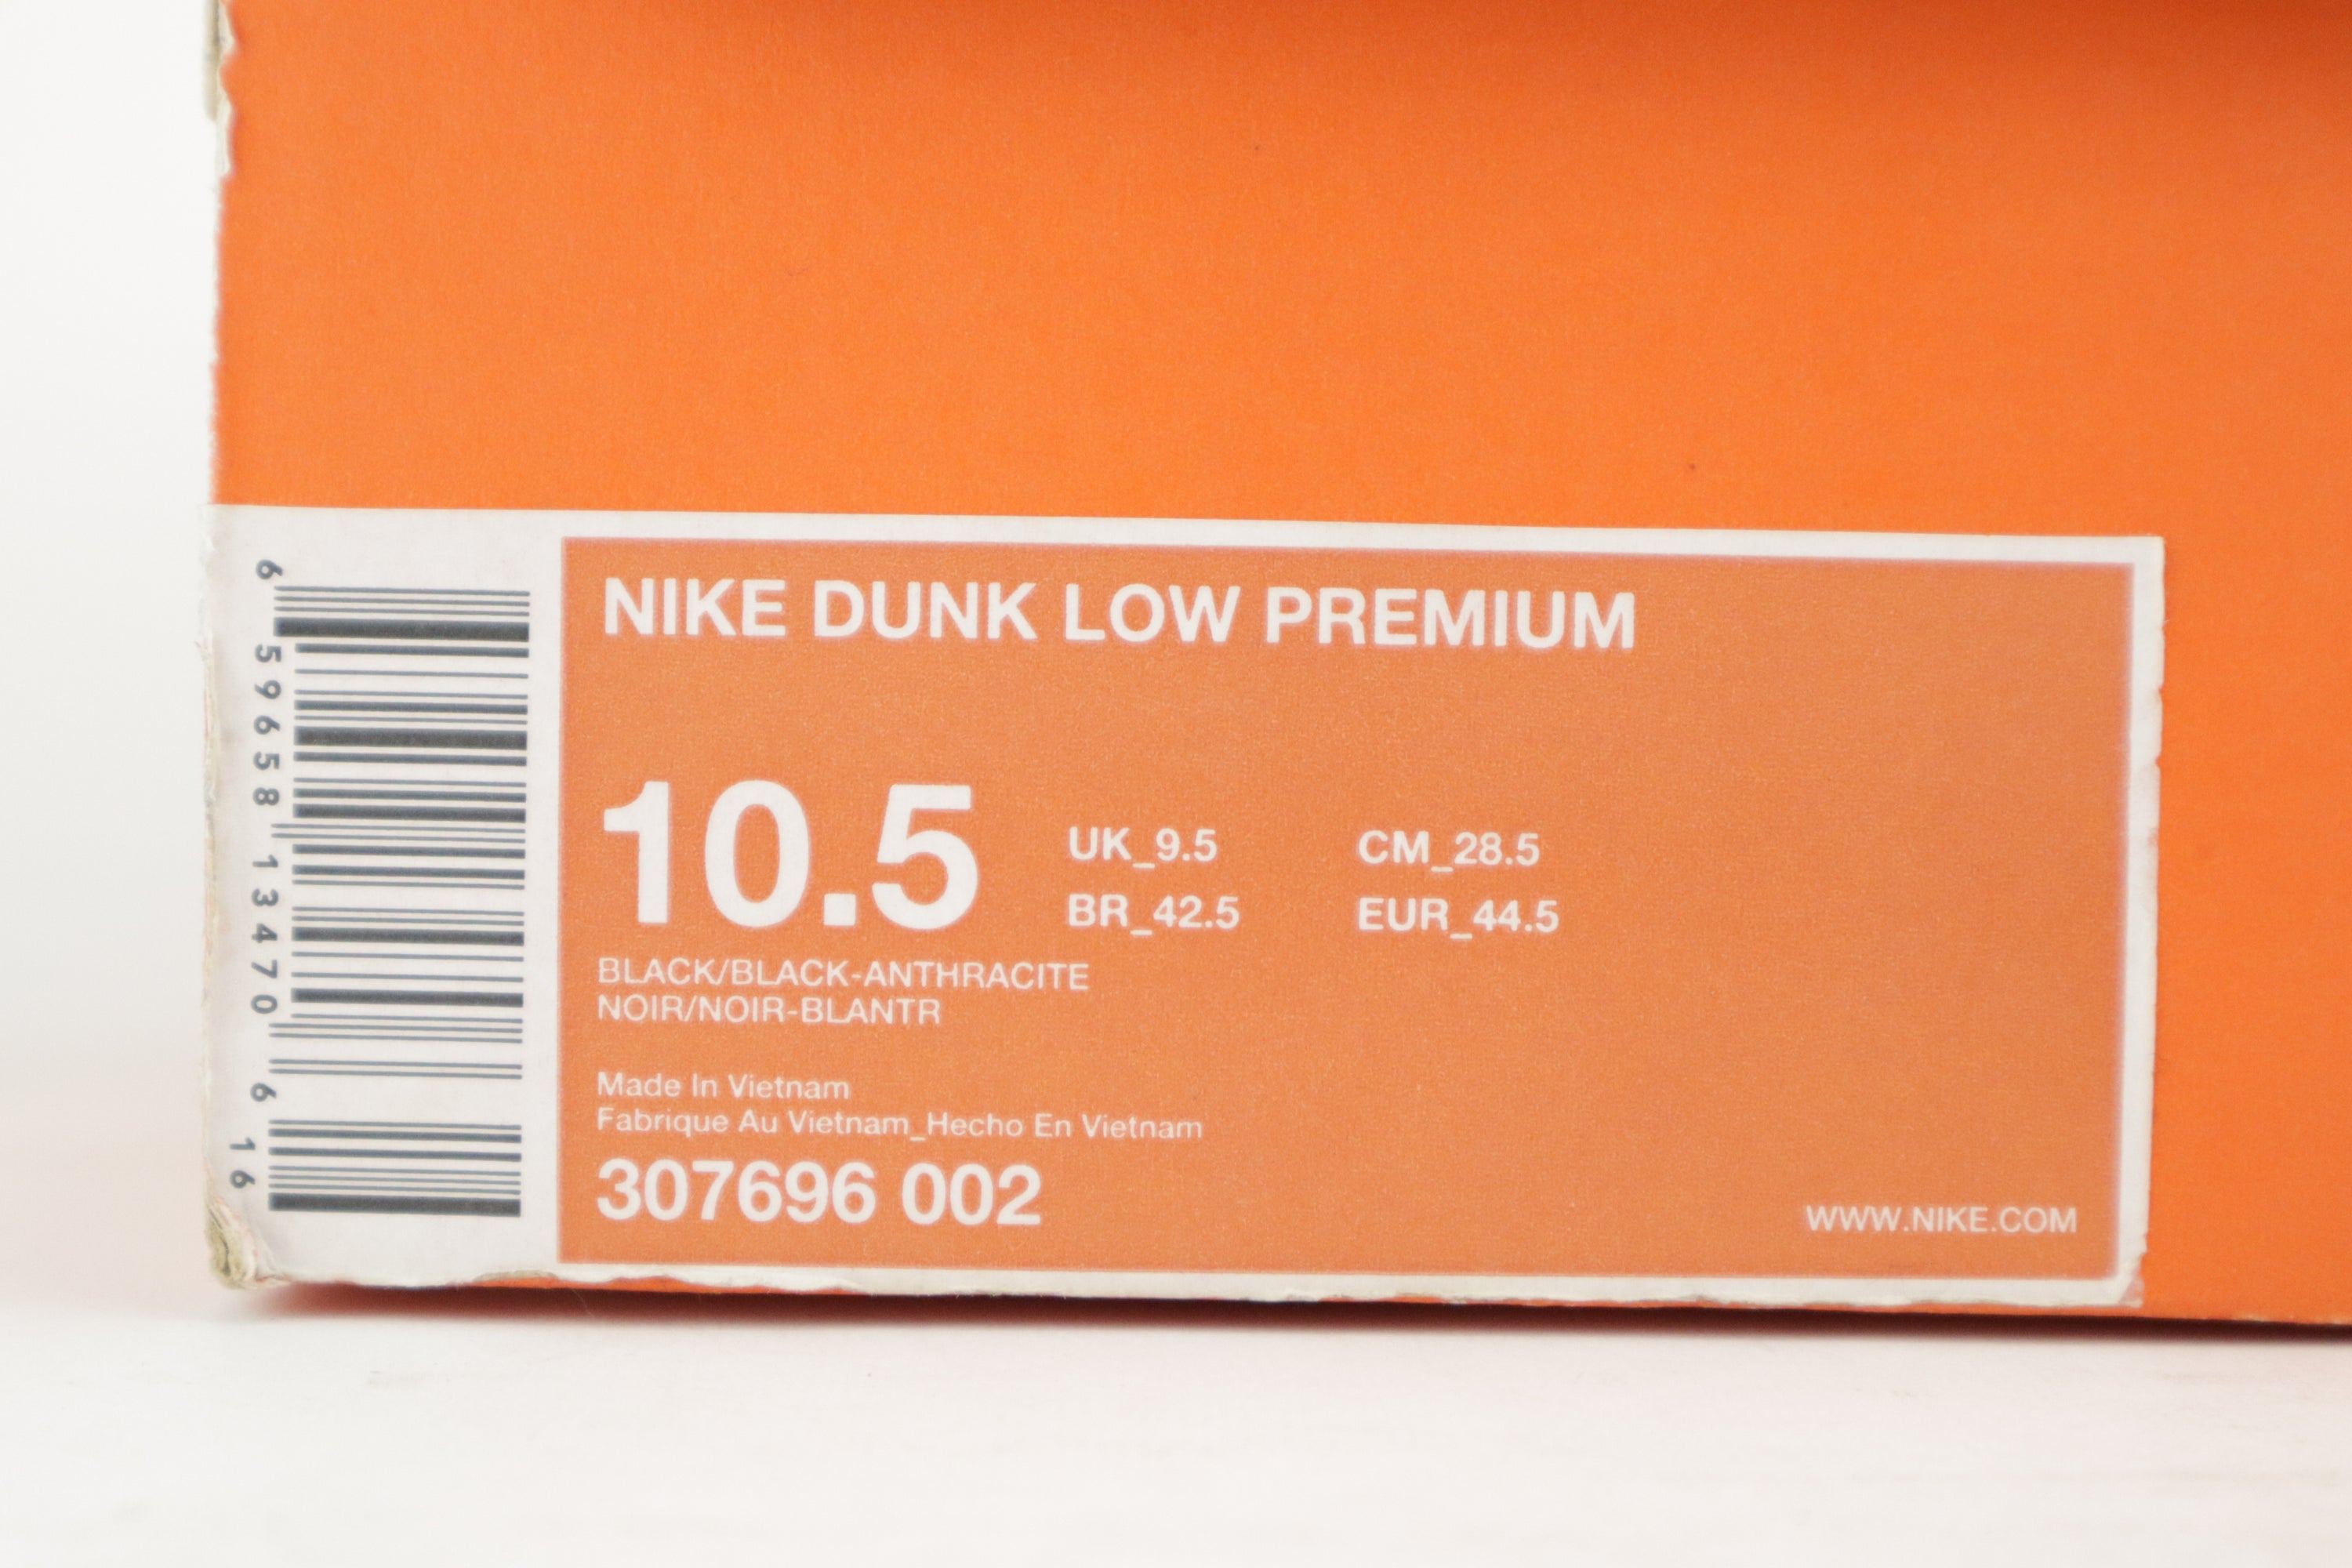 6 59658 13470 6
16
NIKE DUNK LOW PREMIUM
10.5
UK_9.5 CM_28.5
BR_42.5 EUR_44.5
BLACK/BLACK-ANTHRACITE
NOIR/NOIR-BLANTR
Made In Vietnam
Fabrique Au Vietnam_Hecho En Vietnam
307696 002
WWW.NIKE.COM